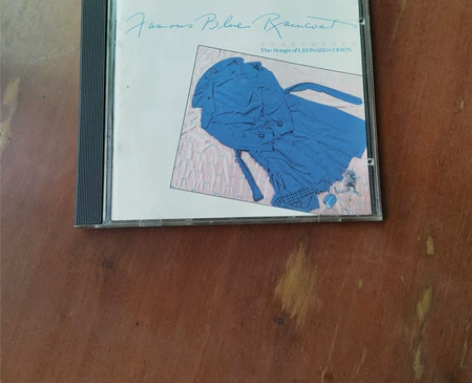 Famous Blue Raincoat
The Songs of LEONARD COHEN